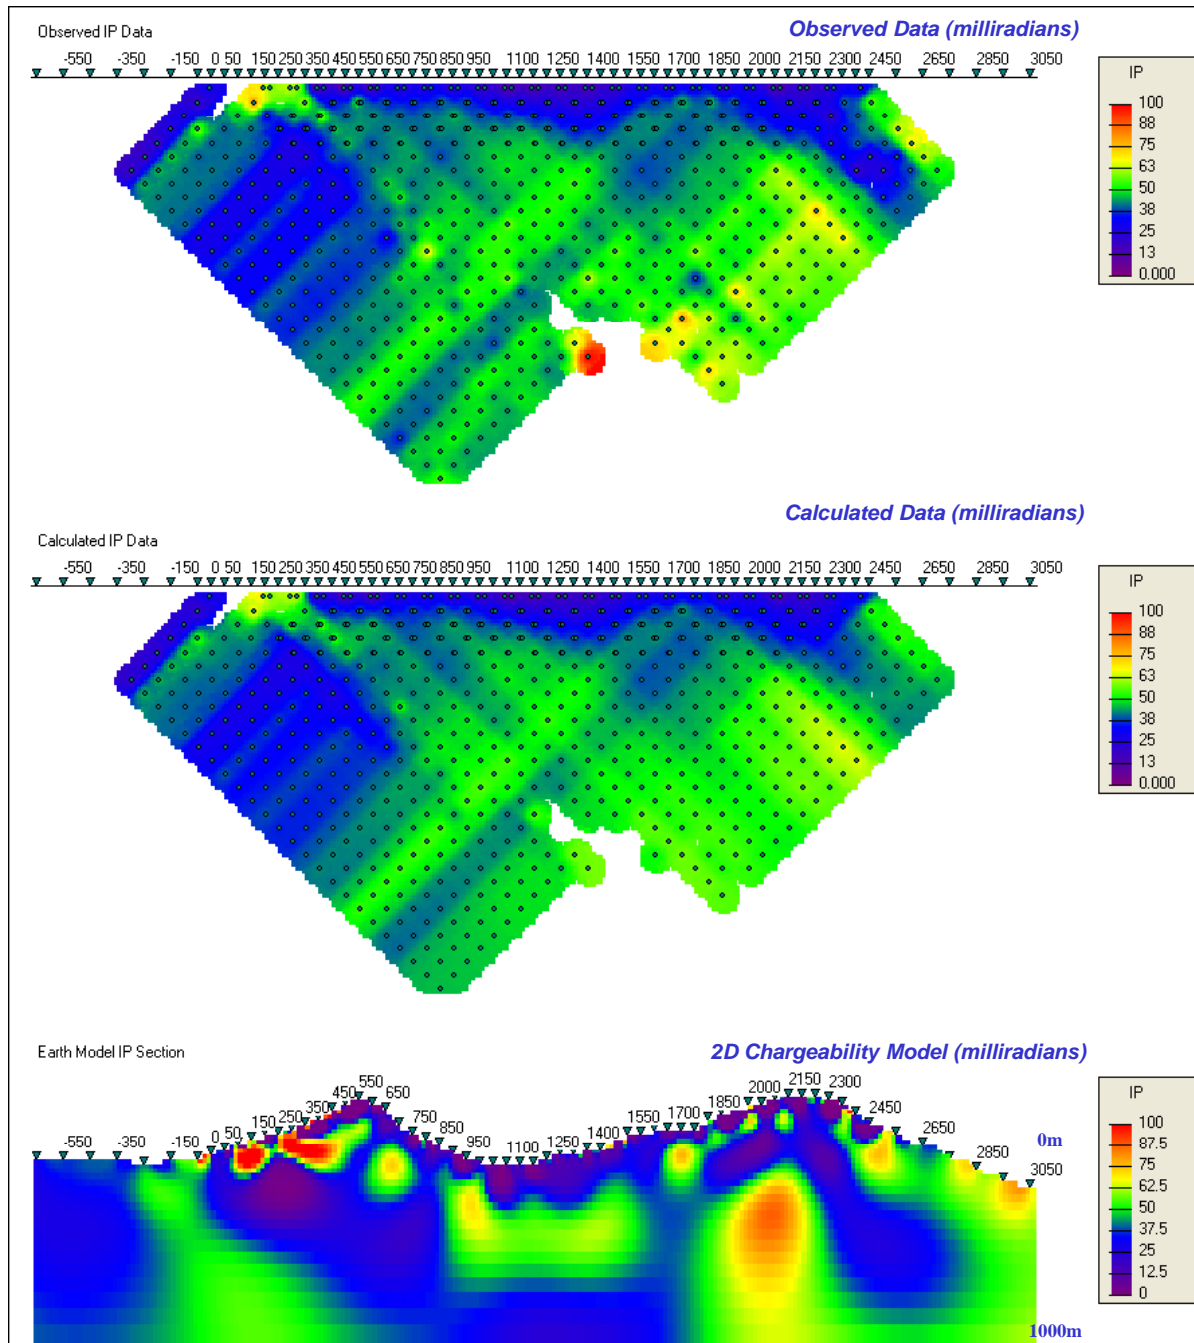 Observed IP Data
Observed Data (milliradians)
-550 -350 -150 0 50 150 250 350 450 550 650 750 850 950 1100 1250 1400 1550 1700 1850 2000 2150 2300 2450 2650 2850 3050
IP
100
88
75
63
50
38
25
13
0.000
Calculated Data (milliradians)
Calculated IP Data
-550 -350 -150 0 50 150 250 350 450 550 650 750 850 950 1100 1250 1400 1550 1700 1850 2000 2150 2300 2450 2650 2850 3050
IP
100
88
75
63
50
38
25
13
0.000
Earth Model IP Section
2D Chargeability Model (milliradians)
-550 -350 -150 0 50 150 250 350 450 550 650 750 850 950 1100 1250 1400 1550 1700 1850 2000 2150 2300 2450 2650 2850 3050
0m
1000m
IP
100
87.5
75
62.5
50
37.5
25
12.5
0